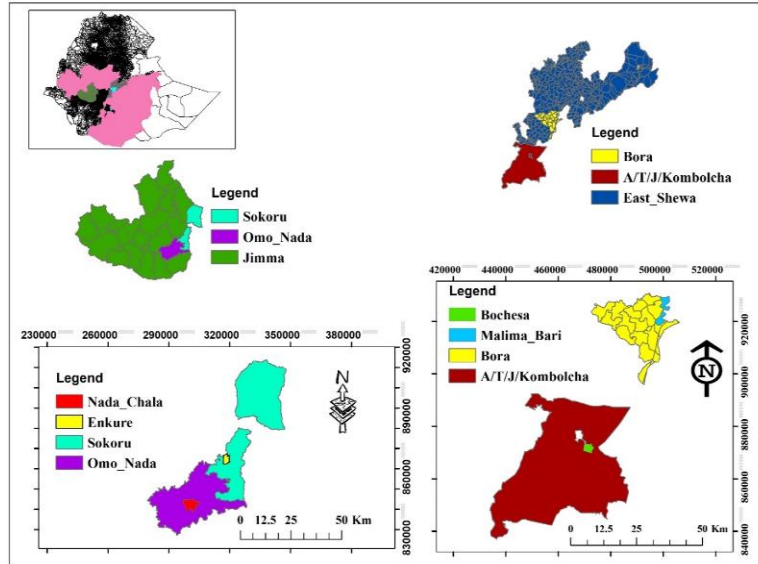 Legend
Bora
A/T/J/Kombolcha
East_Shewa
Legend
Sokoru
Omo_Nada
Jimma
420000 440000 460000 480000 500000 520000
Legend
Bochesa
Malima_Bari
Bora
A/T/J/Kombolcha
N
920000
900000
880000
860000
840000
0 12.5 25 50 Km
230000 260000 290000 320000 350000 380000
Legend
Nada_Chala
Enkure
Sokoru
Omo_Nada
N
920000
890000
860000
830000
0 12.5 25 50 Km